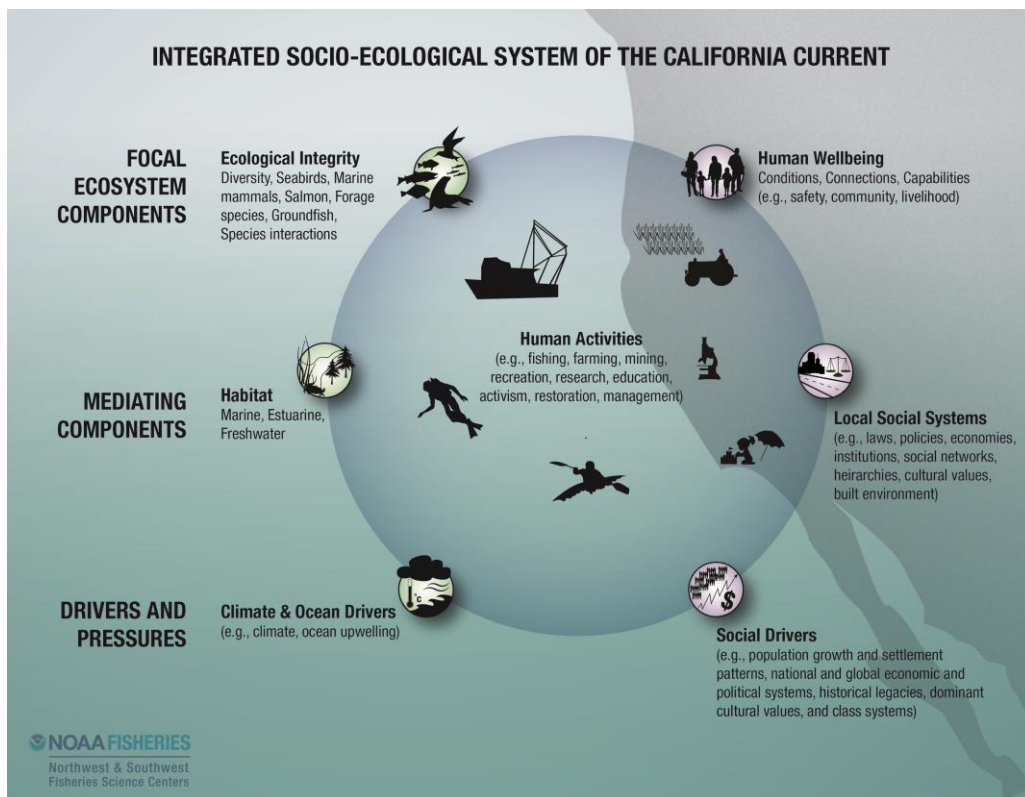 INTEGRATED SOCIO-ECOLOGICAL SYSTEM OF THE CALIFORNIA CURRENT
FOCAL
ECOSYSTEM
COMPONENTS
Ecological Integrity
Diversity, Seabirds, Marine
mammals, Salmon, Forage
species, Groundfish,
Species interactions
Human Wellbeing
Conditions, Connections, Capabilities
(e.g., safety, community, livelihood)
Human Activities
(e.g., fishing, farming, mining,
recreation, research, education,
activism, restoration, management)
MEDIATING
COMPONENTS
Habitat
Marine, Estuarine,
Freshwater
Local Social Systems
(e.g., laws, policies, economies,
institutions, social networks,
heirarchies, cultural values,
built environment)
DRIVERS AND
PRESSURES
Climate & Ocean Drivers
(e.g., climate, ocean upwelling)
°C
$
Social Drivers
(e.g., population growth and settlement
patterns, national and global economic and
political systems, historical legacies, dominant
cultural values, and class systems)
NOAA FISHERIES
Northwest & Southwest
Fisheries Science Centers